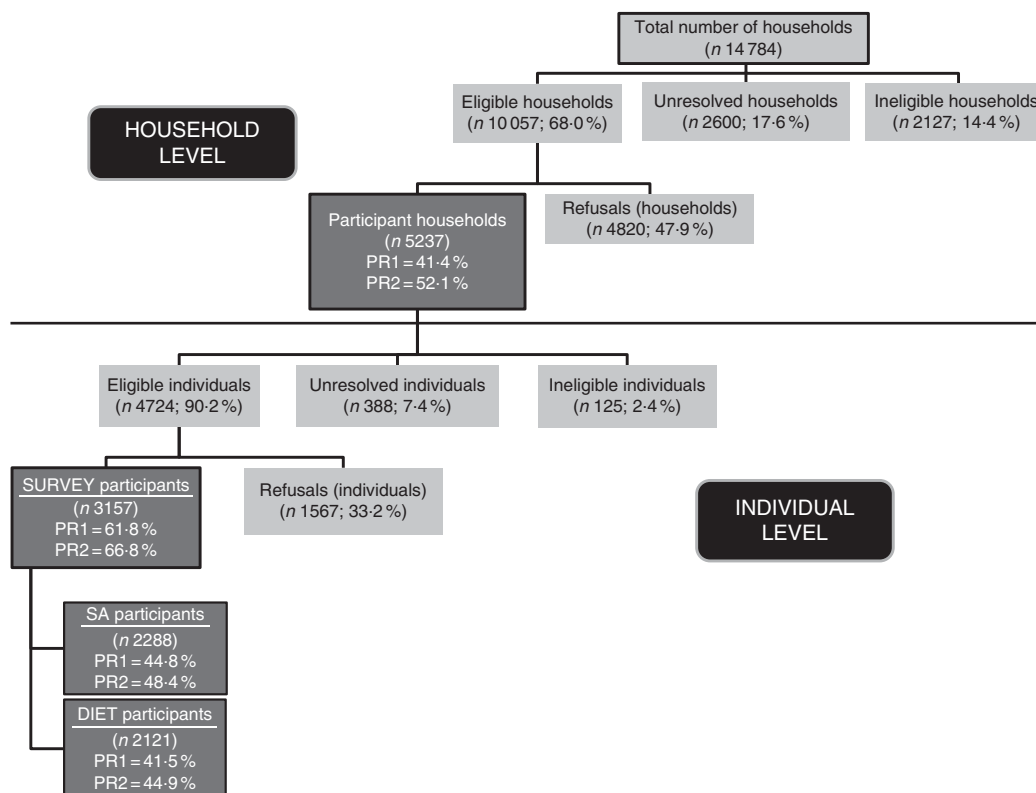 Total number of households
(n 14 784)
Eligible households
(n 10 057; 68·0 %)
Unresolved households
(n 2600; 17·6 %)
Ineligible households
(n 2127; 14·4 %)
HOUSEHOLD
LEVEL
Participant households
(n 5237)
PR1 = 41·4 %
PR2 = 52·1 %
Refusals (households)
(n 4820; 47·9 %)
Eligible individuals
(n 4724; 90·2 %)
Unresolved individuals
(n 388; 7·4 %)
Ineligible individuals
(n 125; 2·4 %)
SURVEY participants
(n 3157)
PR1 = 61·8 %
PR2 = 66·8 %
Refusals (individuals)
(n 1567; 33·2 %)
INDIVIDUAL
LEVEL
SA participants
(n 2288)
PR1 = 44·8 %
PR2 = 48·4 %
DIET participants
(n 2121)
PR1 = 41·5 %
PR2 = 44·9 %